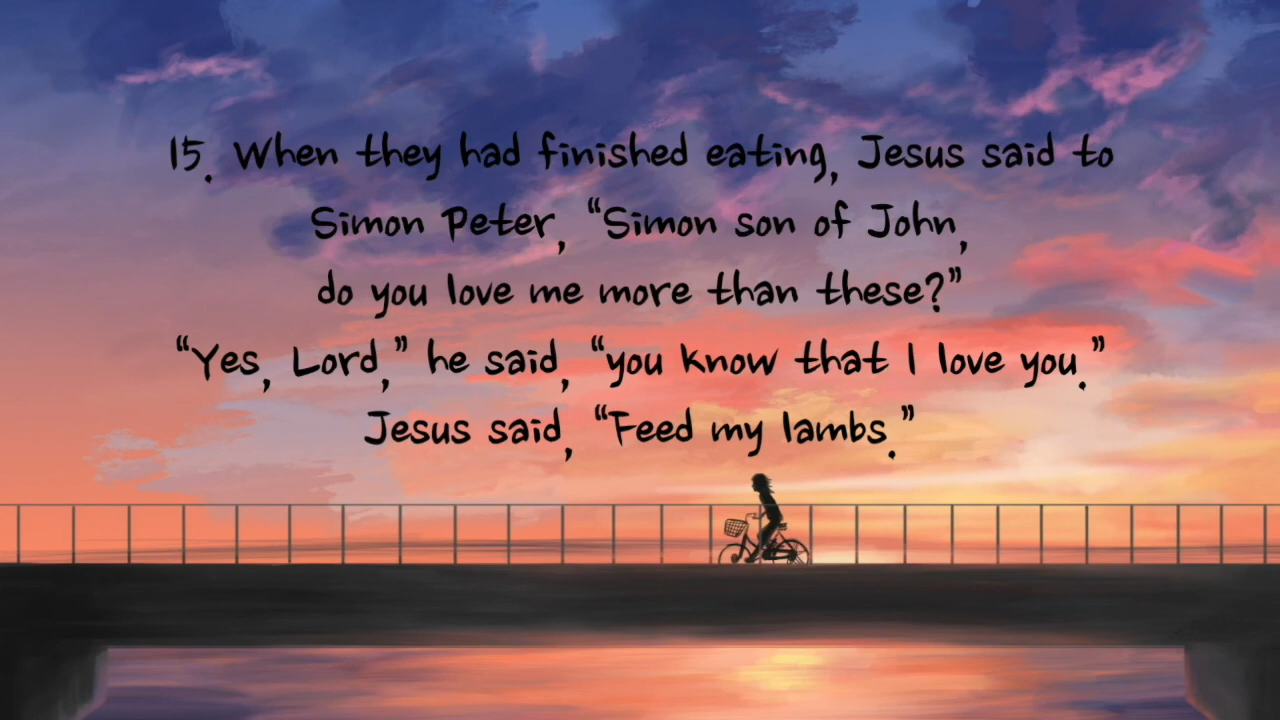 15. When they had finished eating, Jesus said to
Simon Peter, “Simon son of John,
do you love me more than these?”
“Yes, Lord,” he said, “you know that I love you.”
Jesus said, “Feed my lambs.”